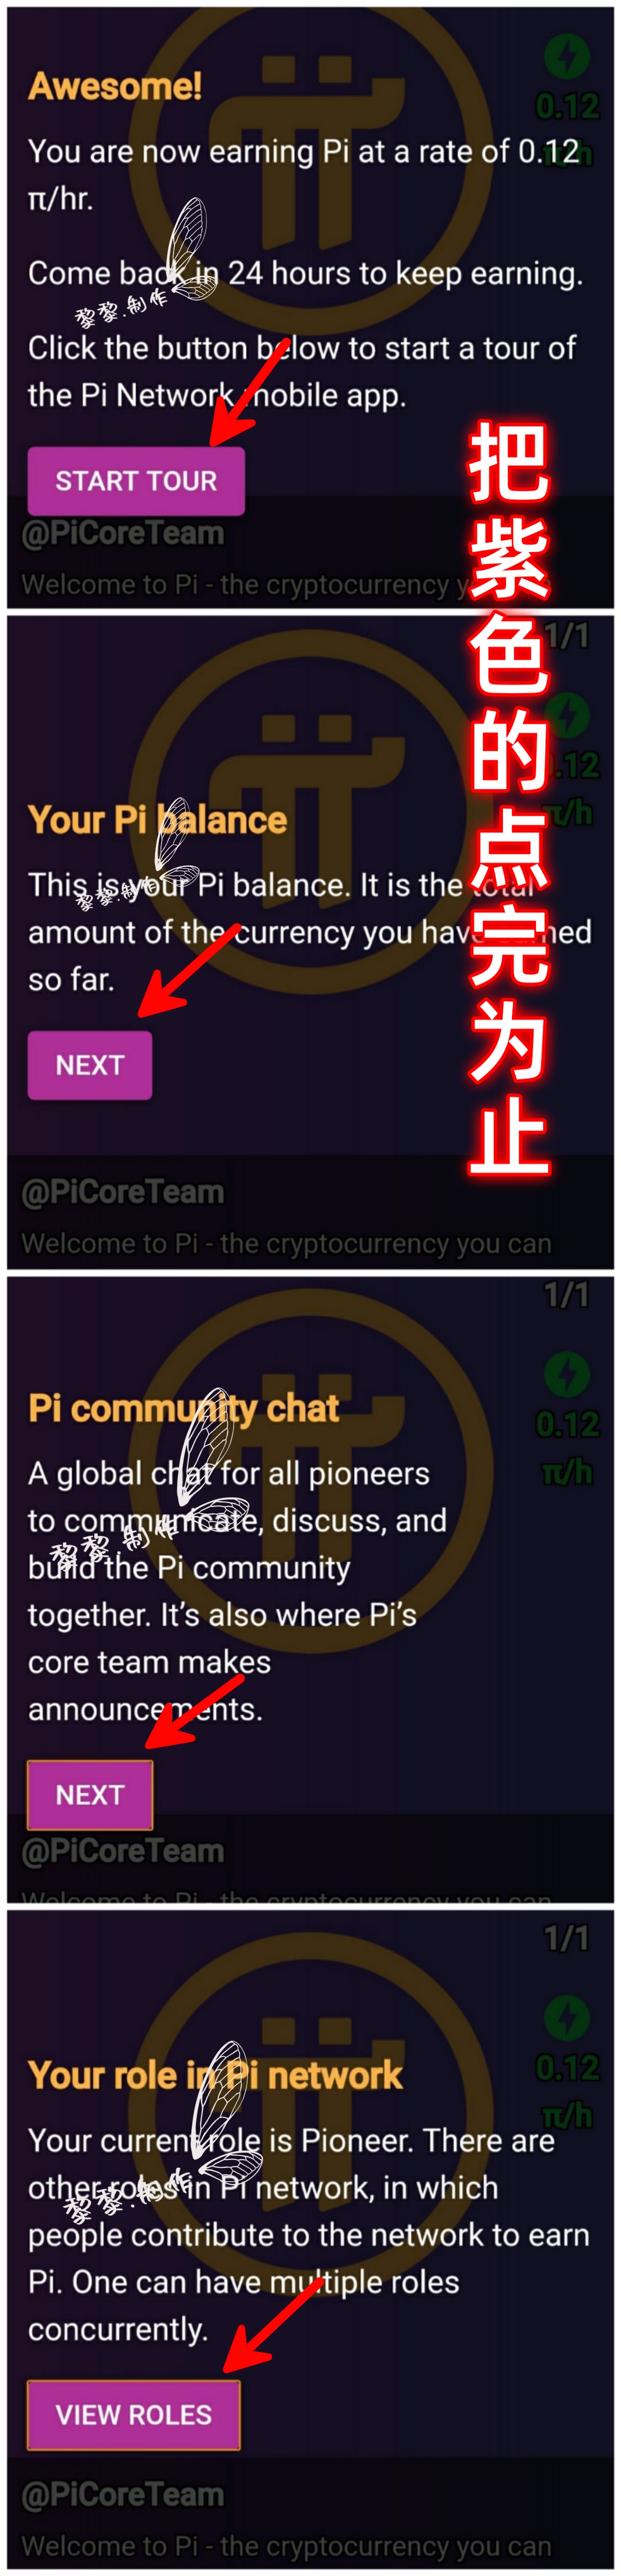 Awesome!
0.12
π/h
You are now earning Pi at a rate of 0.12
π/hr.
Come back in 24 hours to keep earning.
黎黎.制作
Click the button below to start a tour of
the Pi Network mobile app.
START TOUR
@PiCoreTeam
Welcome to Pi - the cryptocurrency
把紫色的点完为止
1/1
.12
π/h
Your Pi balance
This is your Pi balance. It is the total
黎黎.制作
amount of the currency you have earned
so far.
NEXT
@PiCoreTeam
Welcome to Pi - the cryptocurrency you can
1/1
0.12
π/h
Pi community chat
A global chat for all pioneers
to communicate, discuss, and
黎黎.制作
build the Pi community
together. It's also where Pi's
core team makes
announcements.
NEXT
@PiCoreTeam
Welcome to Pi - the cryptocurrency you can
1/1
0.12
π/h
Your role in Pi network
Your current role is Pioneer. There are
other roles in Pi network, in which
黎黎.制作
people contribute to the network to earn
Pi. One can have multiple roles
concurrently.
VIEW ROLES
@PiCoreTeam
Welcome to Pi - the cryptocurrency you can